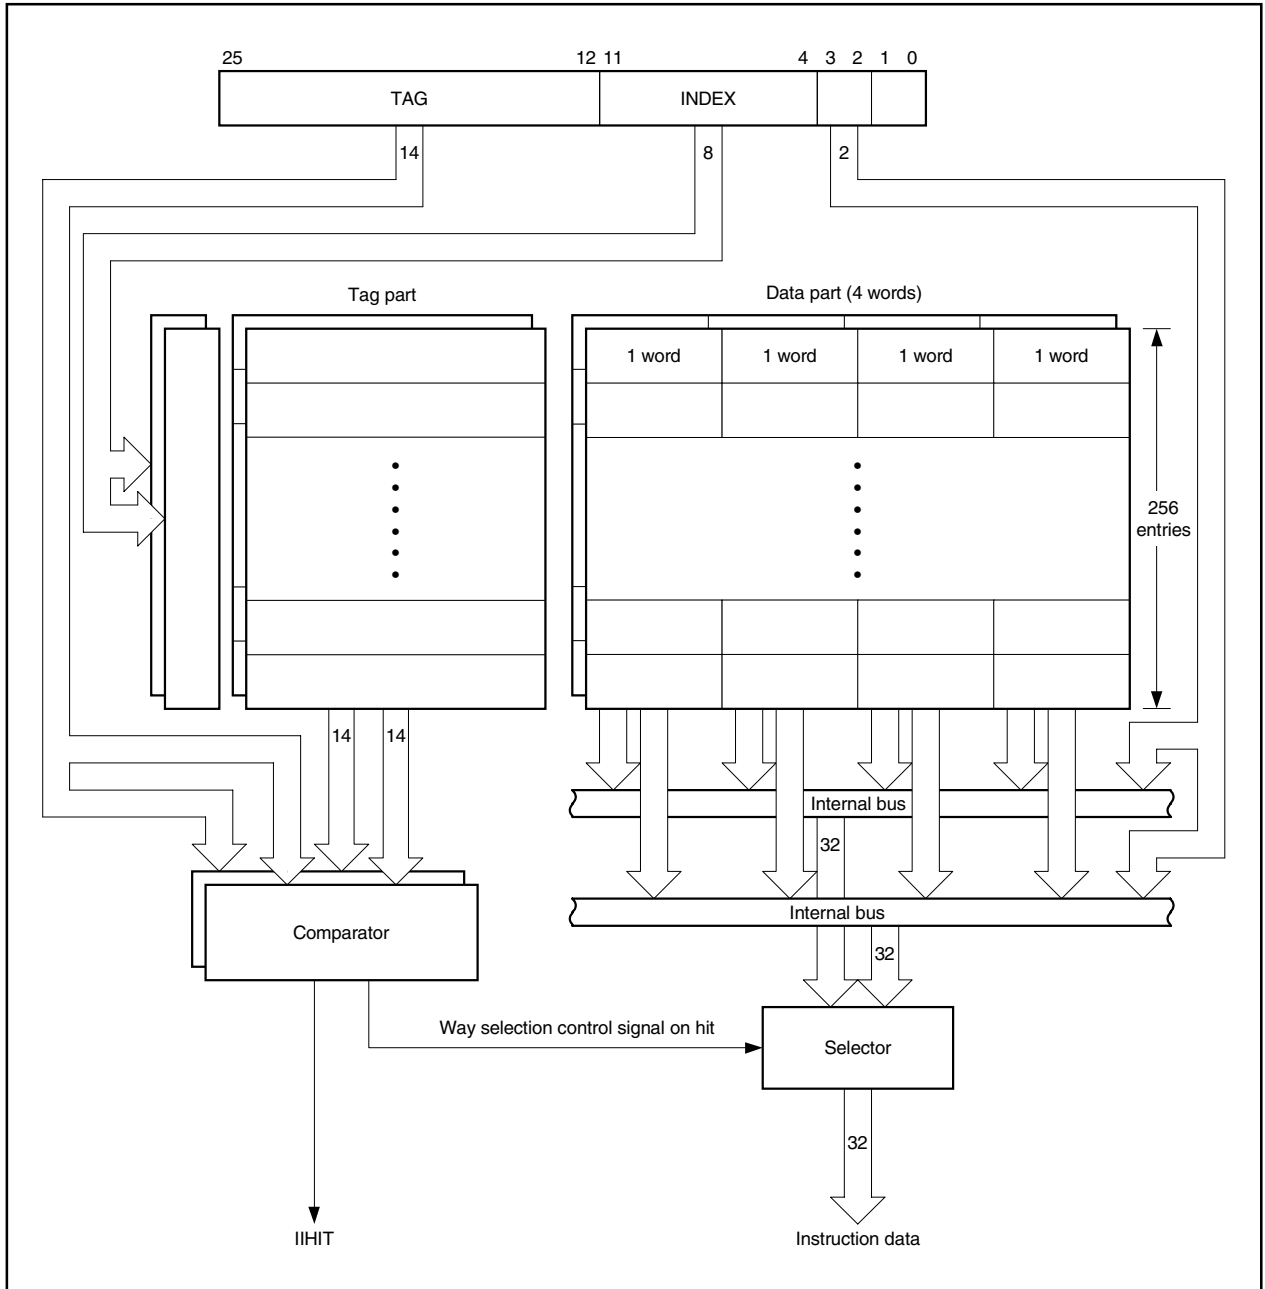 25 12 11 4 3 2 1 0
TAG INDEX
14 8 2
Tag part Data part (4 words)
1 word 1 word 1 word 1 word
256
entries
14 14
Internal bus
32
Internal bus
Comparator
32
Way selection control signal on hit
Selector
32
IIHIT Instruction data